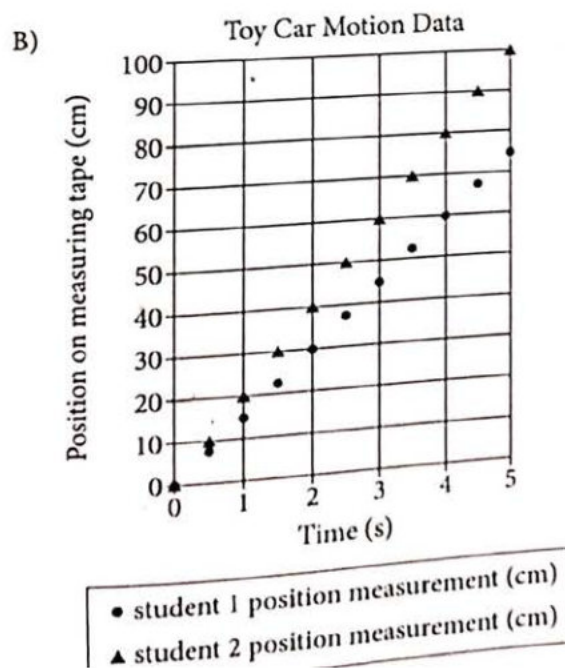 B)
Toy Car Motion Data
Position on measuring tape (cm)
100
90
80
70
60
50
40
30
20
10
0
0 1 2 3 4 5
Time (s)
● student 1 position measurement (cm)
▲ student 2 position measurement (cm)